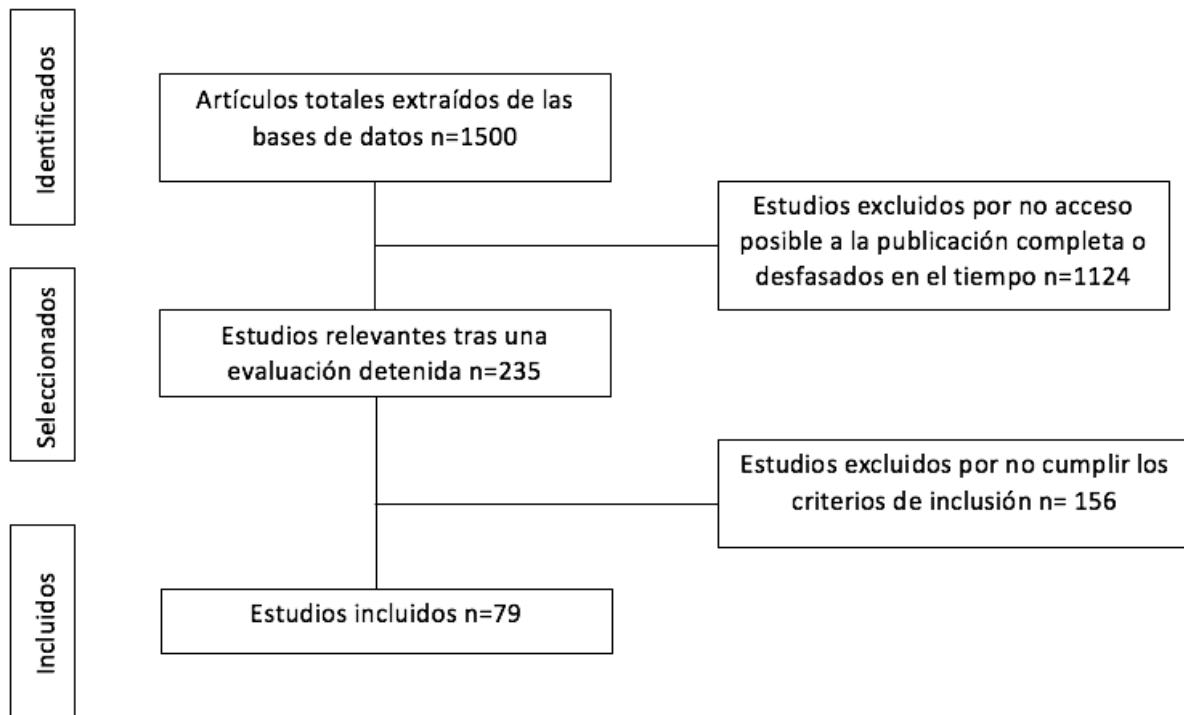 Identificados
Artículos totales extraídos de las
bases de datos n=1500
Estudios excluidos por no acceso
posible a la publicación completa o
desfasados en el tiempo n=1124
Seleccionados
Estudios relevantes tras una
evaluación detenida n=235
Estudios excluidos por no cumplir los
criterios de inclusión n= 156
Incluidos
Estudios incluidos n=79